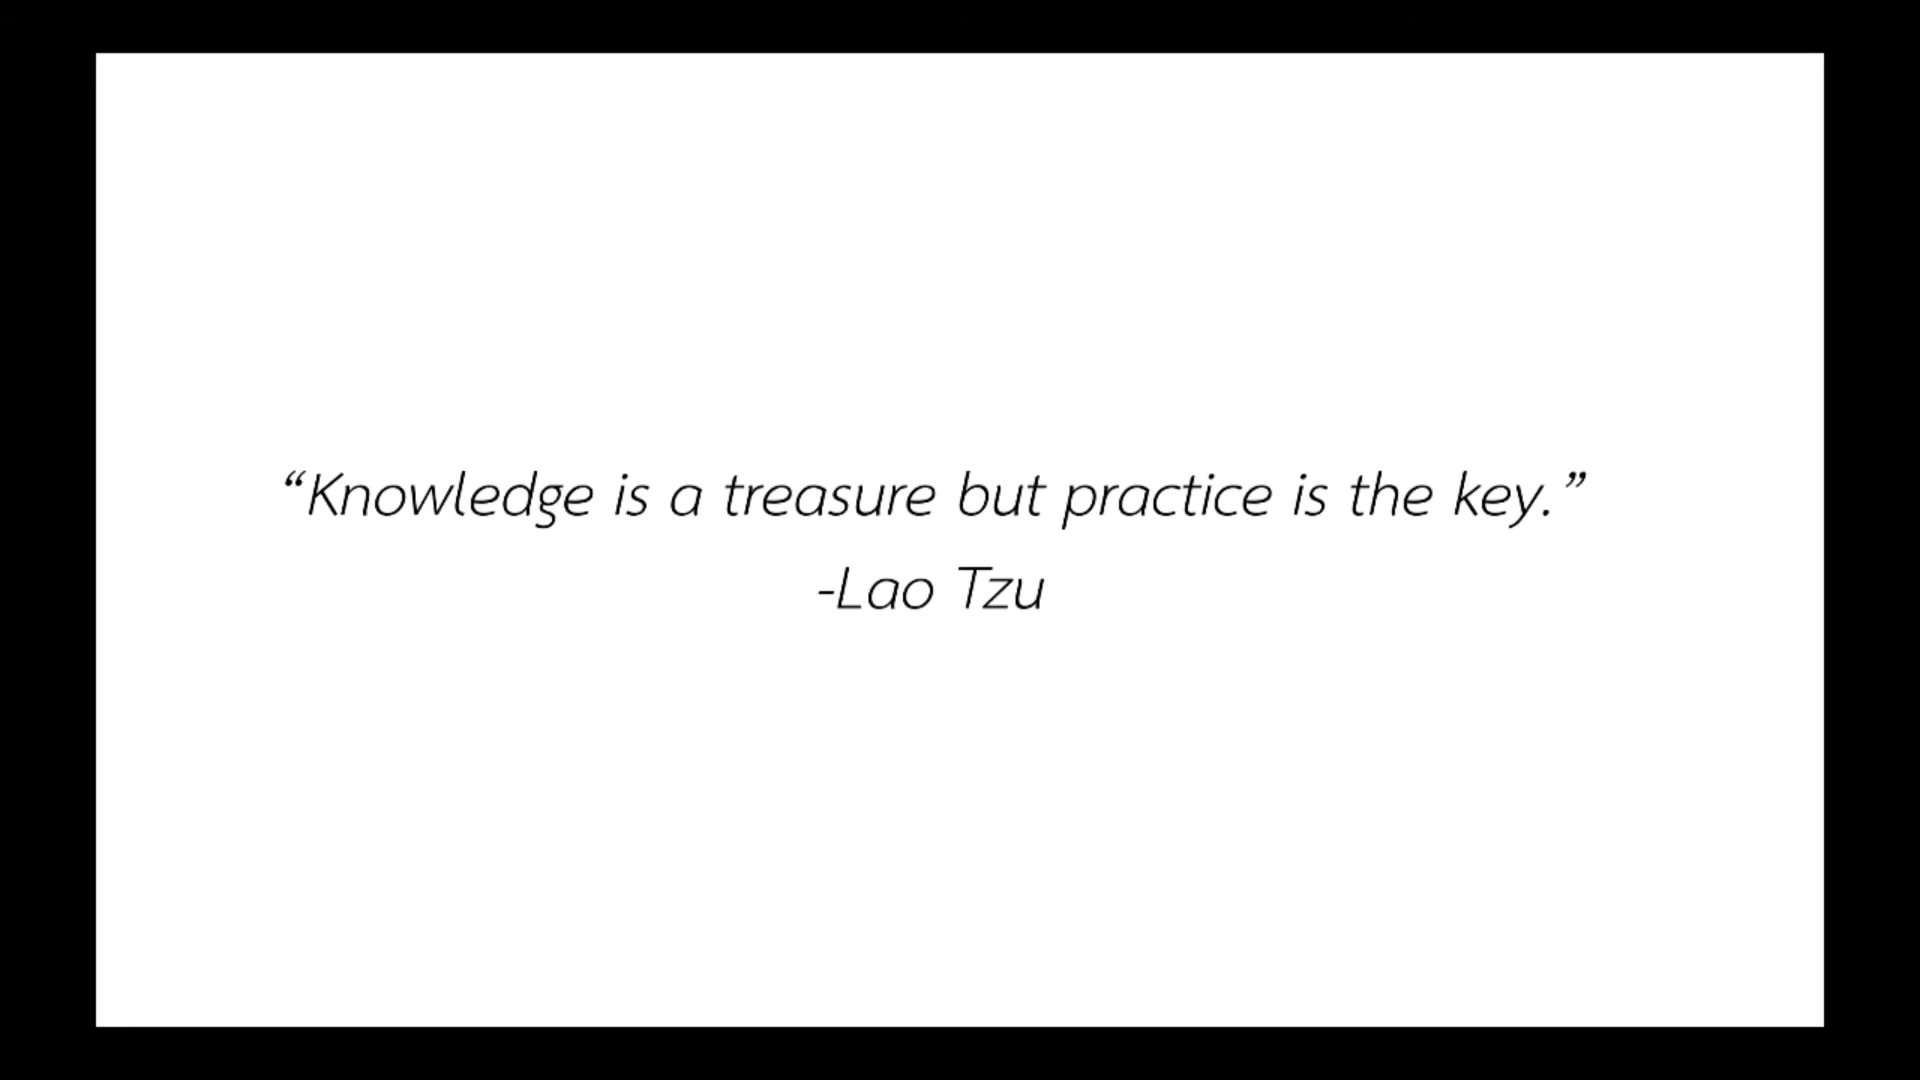 “Knowledge is a treasure but practice is the key.”
-Lao Tzu